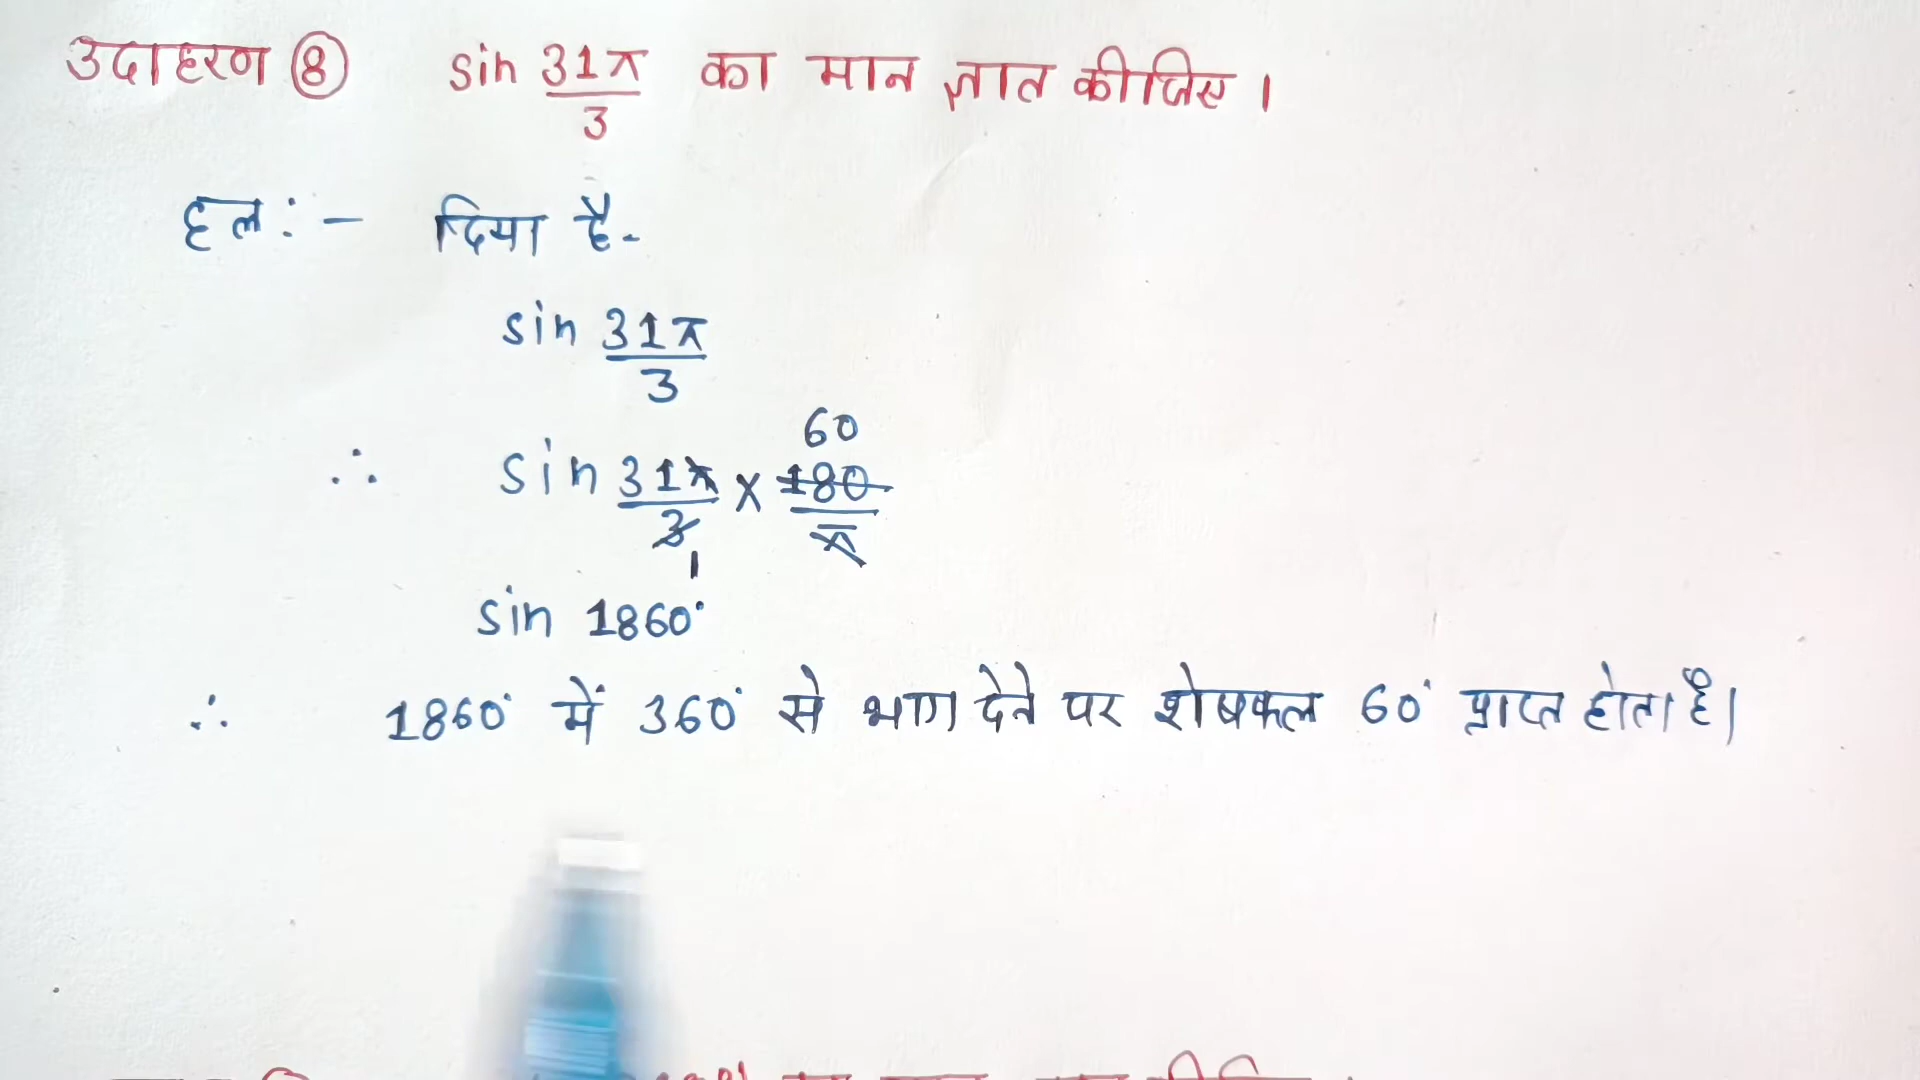 उदाहरण ⑧ sin 31π/3 का मान ज्ञात कीजिए।
हल:- दिया है-
sin 31π/3
∴ sin 31π/3 × 180/π 60 1
sin 1860°
∴ 1860° में 360° से भाग देने पर शेषफल 60° प्राप्त होता है।